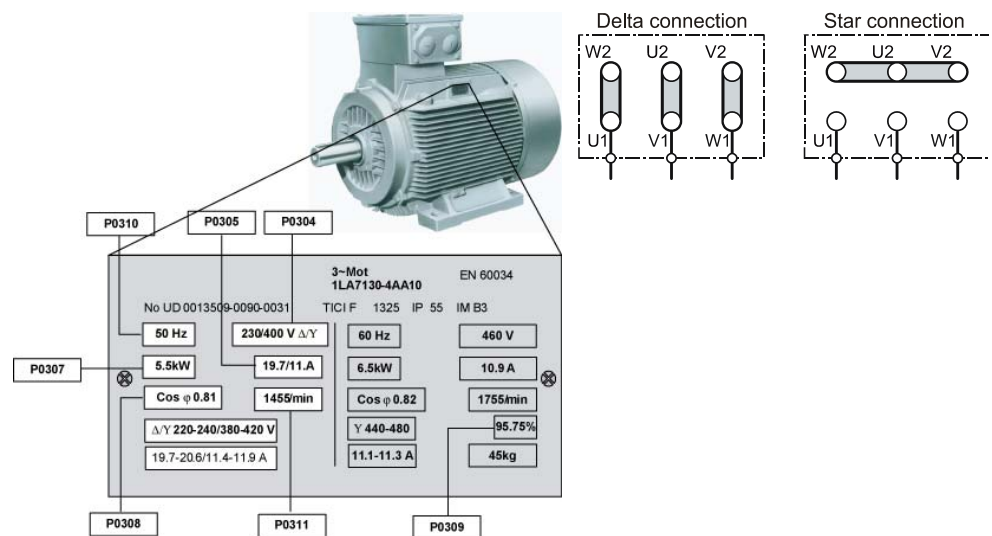 Delta connection
Star connection
W2 U2 V2
W2 U2 V2
U1 V1 W1
U1 V1 W1
P0310
P0305
P0304
3~Mot
EN 60034
1LA7130-4AA10
No UD 0013509-0090-0031 TICI F 1325 IP 55 IM B3
50 Hz
230/400 V Δ/Y
60 Hz
460 V
P0307
5.5kW
19.7/11.A
6.5kW
10.9 A
Cos φ 0.81
1455/min
Cos φ 0.82
1755/min
Δ/Y 220-240/380-420 V
Y 440-480
95.75%
19.7-20.6/11.4-11.9 A
11.1-11.3 A
45kg
P0308
P0311
P0309